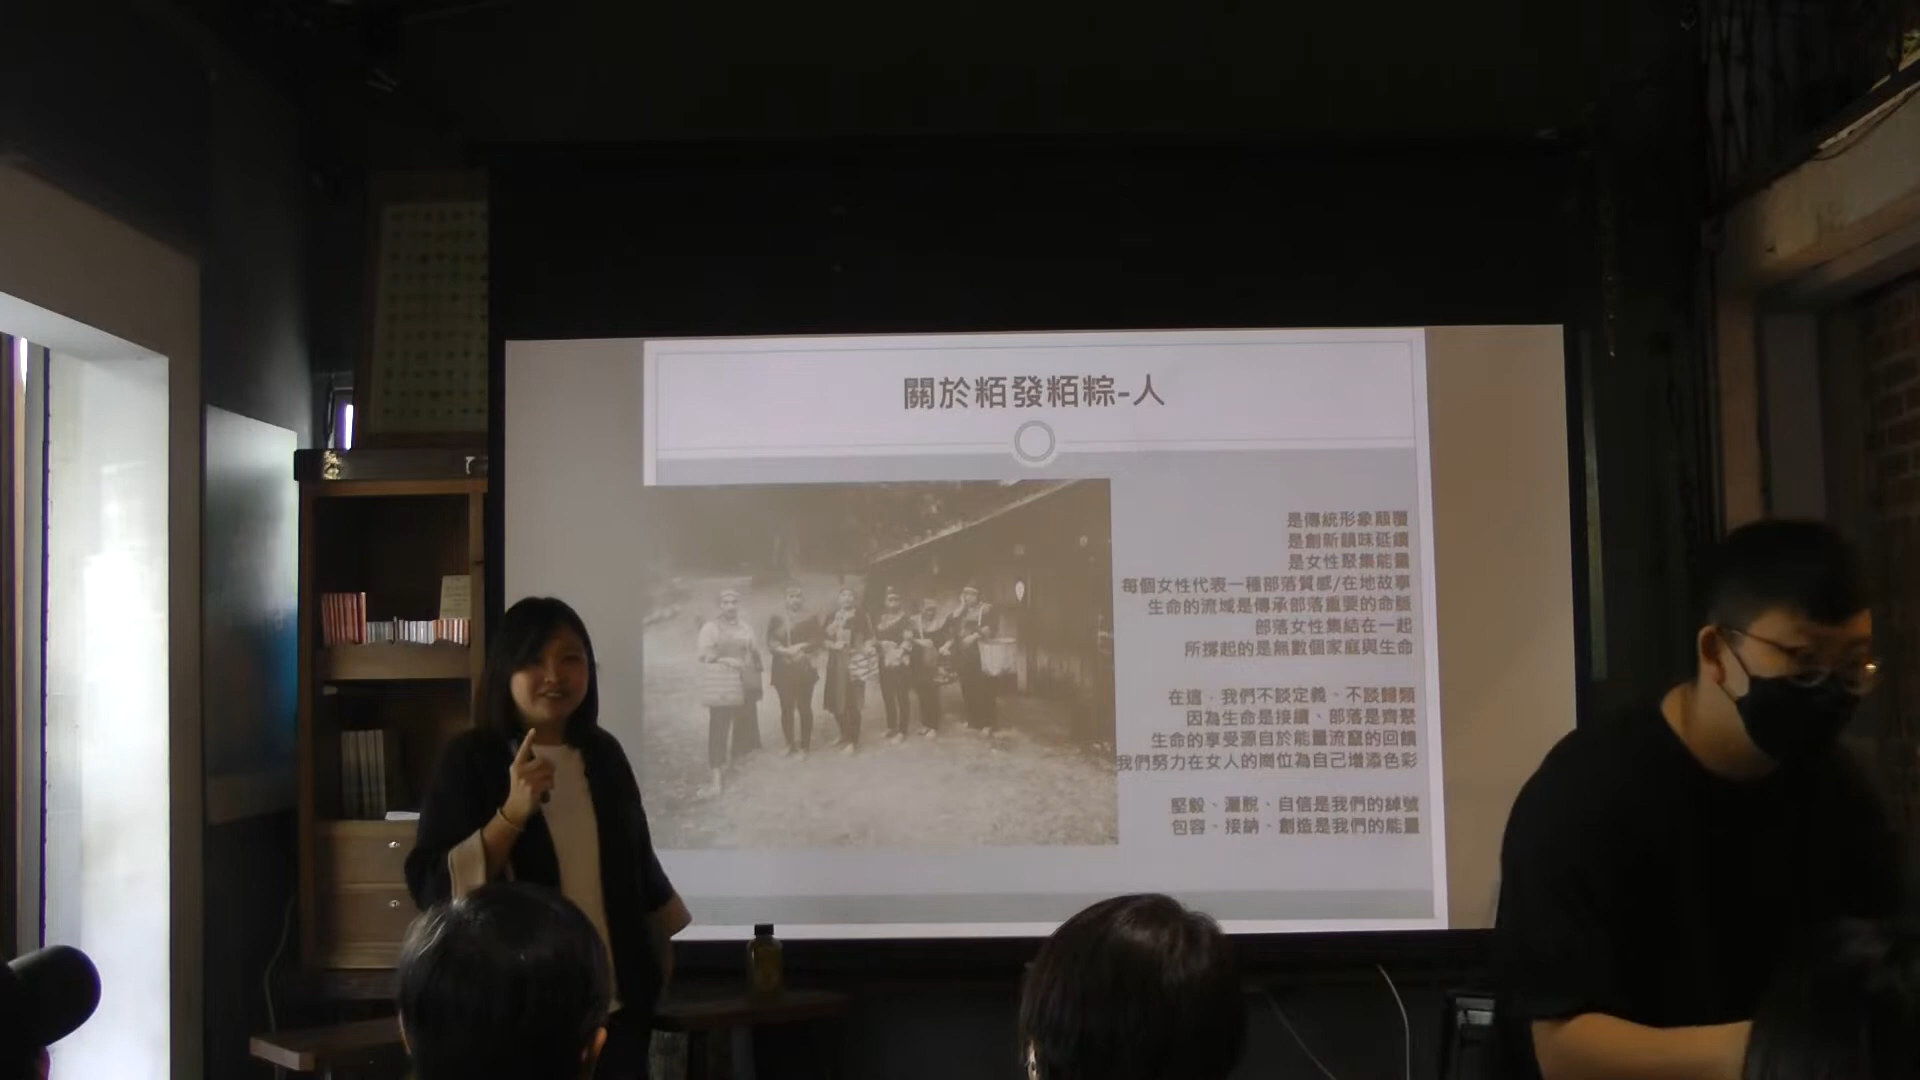 關於粨發粨粽-人
是傳統形象顛覆
是創新韻味延續
是女性聚集能量
每個女性代表一種部落質感/在地故事
生命的流域是傳承部落重要的命脈
部落女性集結在一起
所撐起的是無數個家庭與生命
在這，我們不談定義、不談歸類
因為生命是接續、部落是齊聚
生命的享受源自於能量流竄的回饋
我們努力在女人的崗位為自己增添色彩
堅毅、灑脫、自信是我們的綽號
包容、接納、創造是我們的能量